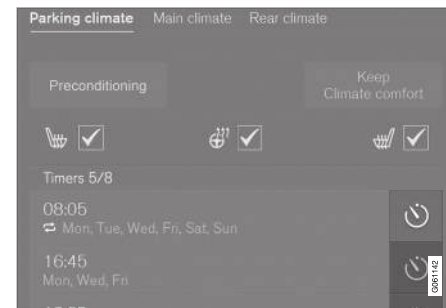 Parking climate Main climate Rear climate
Preconditioning
Keep
Climate comfort
Timers 5/8
08:05
Mon, Tue, Wed, Fri, Sat, Sun
16:45
Mon, Wed, Fri
G061142